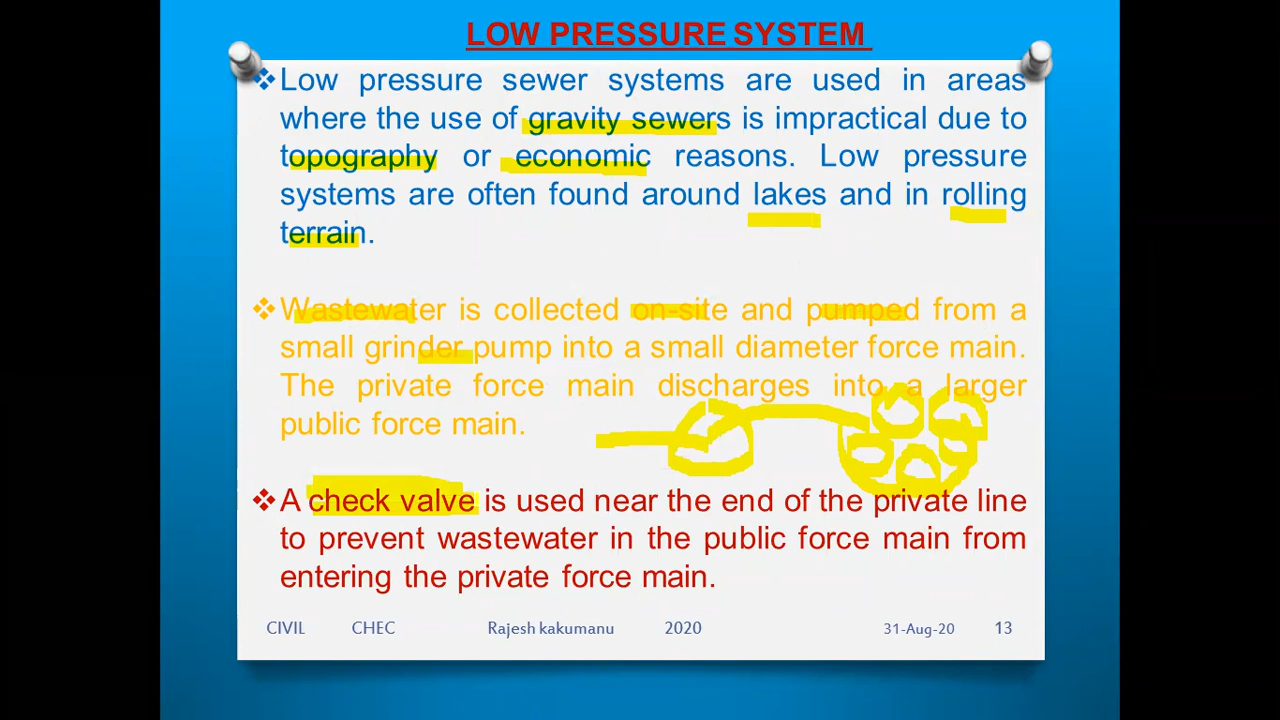 LOW PRESSURE SYSTEM
❖Low pressure sewer systems are used in areas
where the use of gravity sewers is impractical due to
topography or economic reasons. Low pressure
systems are often found around lakes and in rolling
terrain.
❖Wastewater is collected on-site and pumped from a
small grinder pump into a small diameter force main.
The private force main discharges into a larger
public force main.
❖A check valve is used near the end of the private line
to prevent wastewater in the public force main from
entering the private force main.
CIVIL CHEC Rajesh kakumanu 2020 31-Aug-20 13